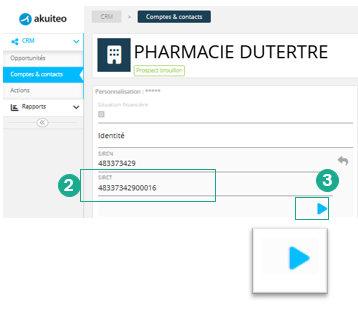 akuiteo
CRM > Comptes & contacts
CRM
Opportunités
Comptes & contacts
Actions
Rapports
PHARMACIE DUTERTRE
Prospect brouillon
Personnalisation : *****
Situation financière
Identité
SIREN
483373429
2
SIRET
48337342900016
3